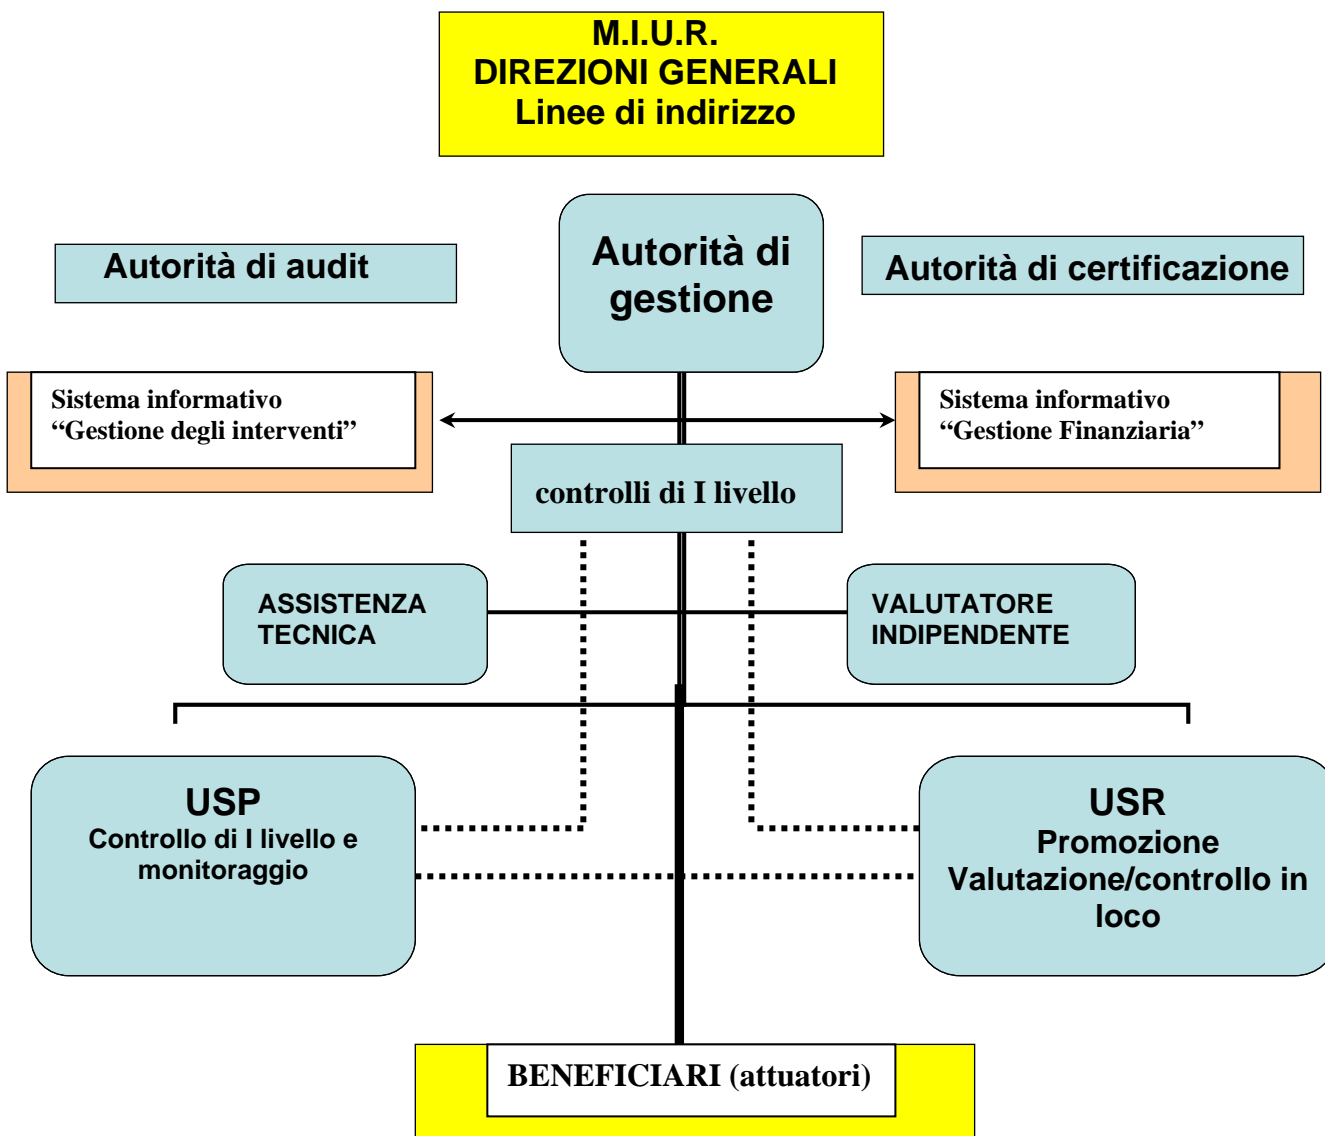 M.I.U.R.
DIREZIONI GENERALI
Linee di indirizzo
Autorità di audit
Autorità di
gestione
Autorità di certificazione
Sistema informativo
“Gestione degli interventi”
Sistema informativo
“Gestione Finanziaria”
controlli di I livello
ASSISTENZA
TECNICA
VALUTATORE
INDIPENDENTE
USP
Controllo di I livello e
monitoraggio
USR
Promozione
Valutazione/controllo in
loco
BENEFICIARI (attuatori)